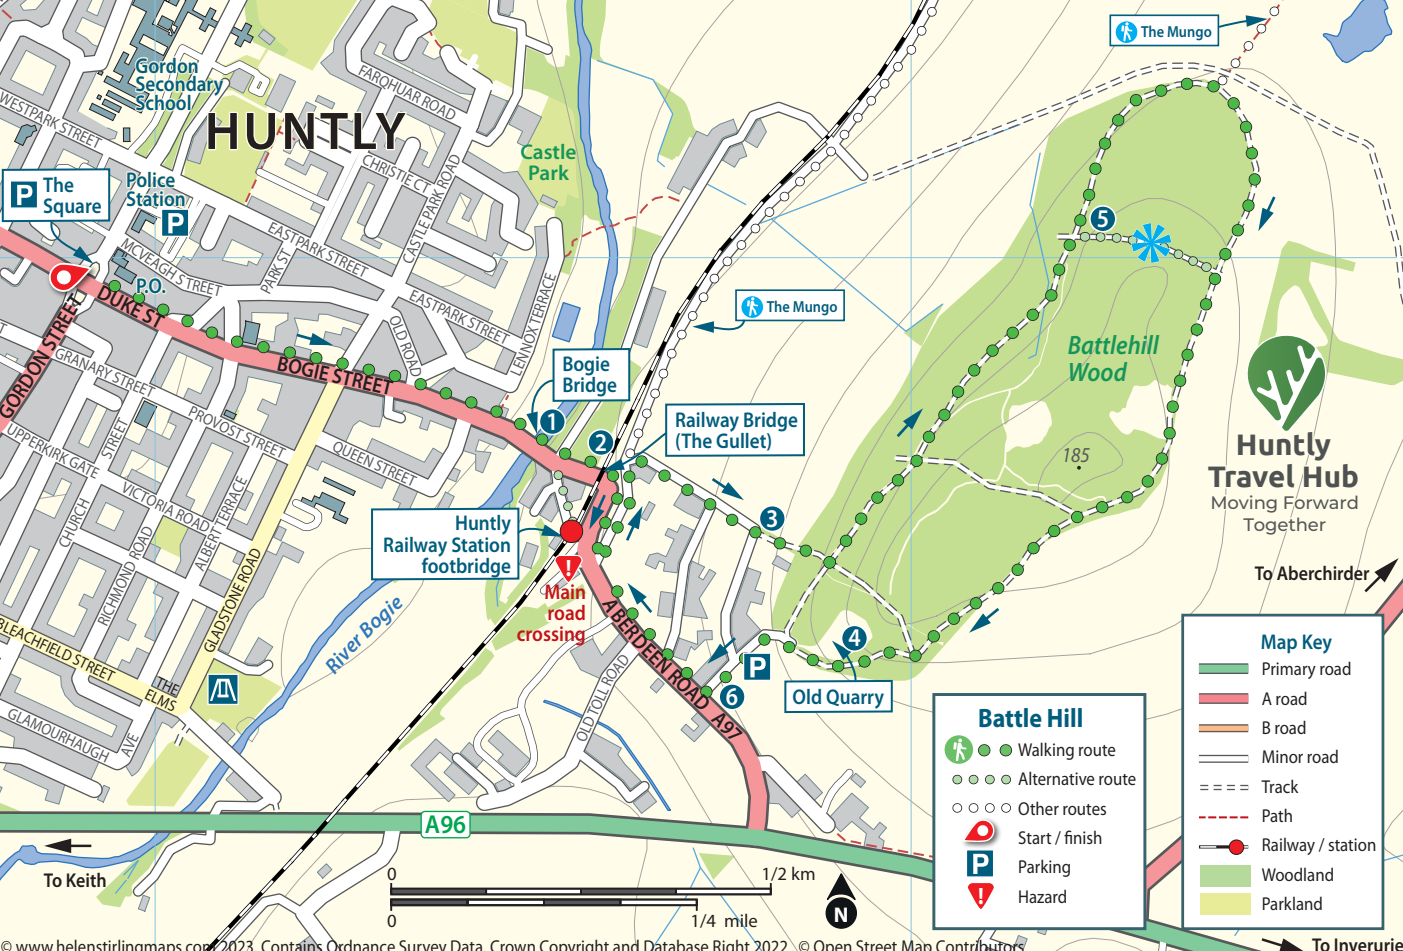 The Mungo
Gordon
Secondary
School
FARQUHAR ROAD
WESTPARK STREET
HUNTLY
Castle
Park
CHRISTIE CT
CASTLE PARK ROAD
P
The
Square
Police
Station
P
MCVEAGH STREET
EASTPARK STREET
PARK ST
P.O.
DUKE ST
EASTPARK STREET
OLD ROAD
LENNOX TERRACE
The Mungo
5
Battlehill
Wood
185
GORDON STREET
GRANARY STREET
BOGIE STREET
Bogie
Bridge
1
2
Railway Bridge
(The Gullet)
Huntly
Travel Hub
Moving Forward
Together
PROVOST STREET
UPPERKIRK GATE
CHURCH STREET
QUEEN STREET
VICTORIA ROAD
ALBERT TERRACE
RICHMOND ROAD
GLADSTONE ROAD
Huntly
Railway Station
footbridge
3
Main
road
crossing
River Bogie
BLEACHFIELD STREET
THE
ELMS
GLAMOURHAUGH
AVE
ABERDEEN ROAD A97
OLD TOLL ROAD
P
4
6
Old Quarry
To Aberchirder
Battle Hill
Walking route
Alternative route
Other routes
Start / finish
P Parking
Hazard
Map Key
Primary road
A road
B road
Minor road
Track
Path
Railway / station
Woodland
Parkland
A96
To Keith
0 1/2 km
0 1/4 mile
N
To Inverurie
© www.helenstirlingmaps.com 2023. Contains Ordnance Survey Data. Crown Copyright and Database Right 2022. © Open Street Map Contributors